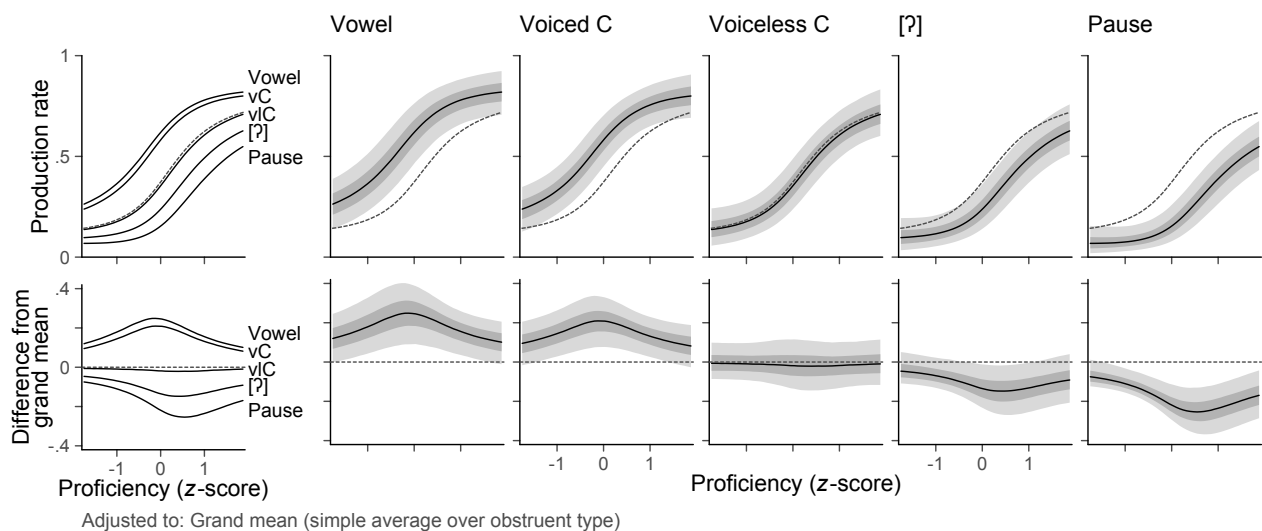 Vowel
Voiced C
Voiceless C
[ʔ]
Pause
Production rate
1
.5
0
Vowel
vC
vlC
[ʔ]
Pause
Difference from
grand mean
.4
0
-.4
Vowel
vC
vlC
[ʔ]
Pause
-1 0 1
-1 0 1
-1 0 1
Proficiency (z-score)
Proficiency (z-score)
Adjusted to: Grand mean (simple average over obstruent type)